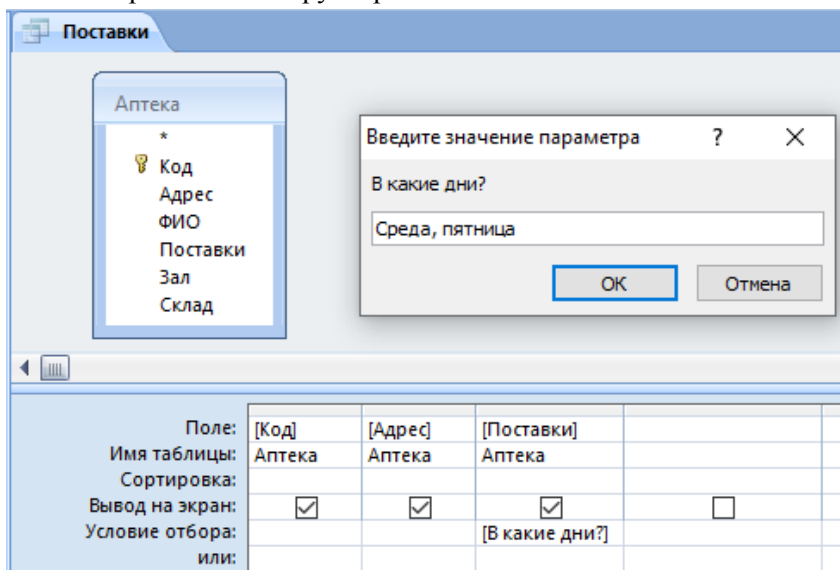 Поставки
Аптека
*
Код
Адрес
ФИО
Поставки
Зал
Склад
Введите значение параметра ? ×
В какие дни?
Среда, пятница
ОК Отмена
Поле: [Код] [Адрес] [Поставки]
Имя таблицы: Аптека Аптека Аптека
Сортировка:
Вывод на экран:
Условие отбора: [В какие дни?]
или: